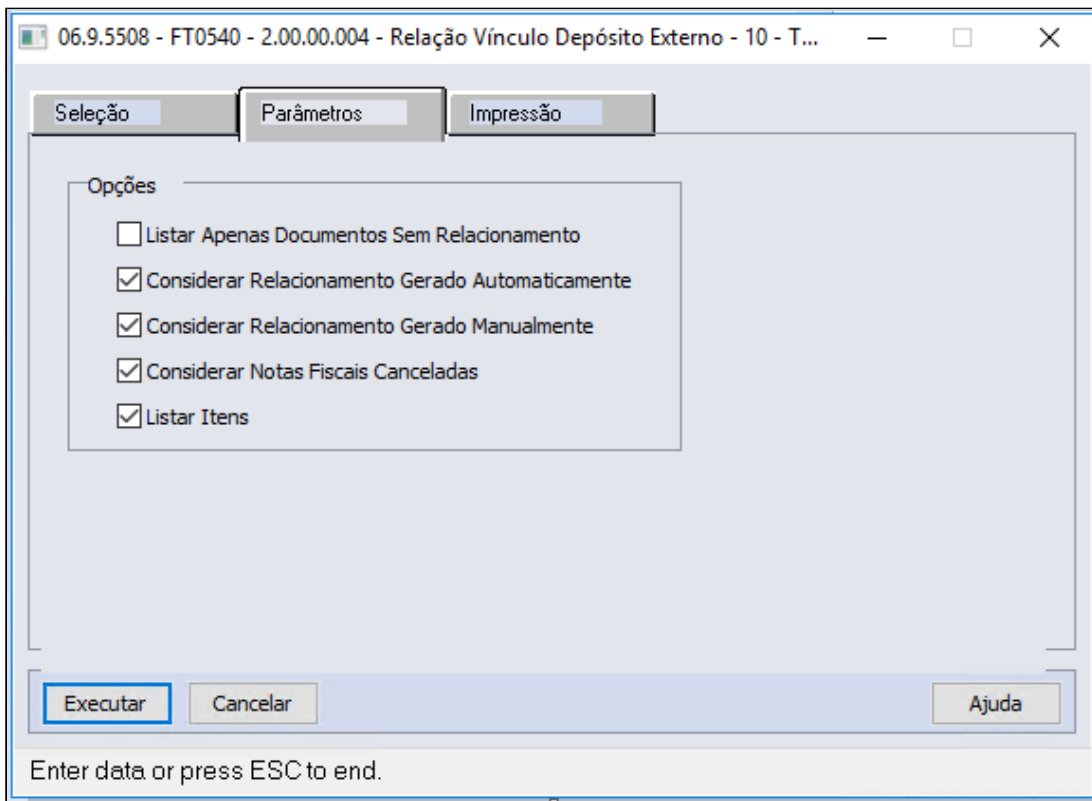 06.9.5508 - FT0540 - 2.00.00.004 - Relação Vínculo Depósito Externo - 10 - T...
Seleção Parâmetros Impressão
Opções
Listar Apenas Documentos Sem Relacionamento
Considerar Relacionamento Gerado Automaticamente
Considerar Relacionamento Gerado Manualmente
Considerar Notas Fiscais Canceladas
Listar Itens
Executar Cancelar Ajuda
Enter data or press ESC to end.